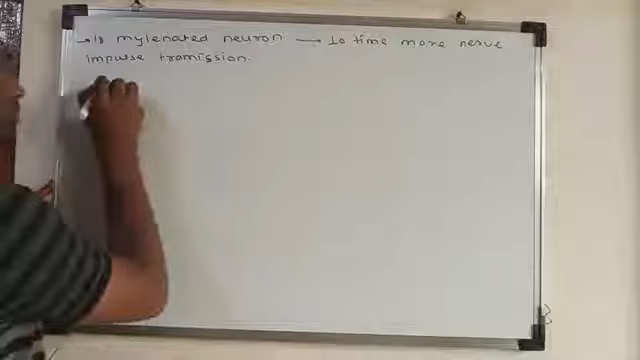 → In mylenated neuron — 10 time more nerve
impulse tramission.